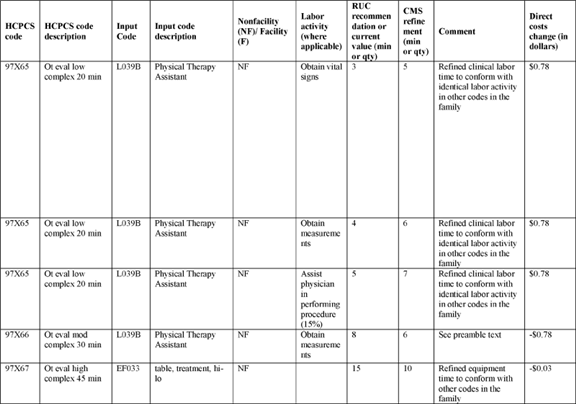 HCPCS code | HCPCS code description | Input Code | Input code description | Nonfacility (NF)/ Facility (F) | Labor activity (where applicable) | RUC recommen dation or current value (min or qty) | CMS refine ment (min or qty) | Comment | Direct costs change (in dollars)
97X65 | Ot eval low complex 20 min | L039B | Physical Therapy Assistant | NF | Obtain vital signs | 3 | 5 | Refined clinical labor time to conform with identical labor activity in other codes in the family | $0.78
97X65 | Ot eval low complex 20 min | L039B | Physical Therapy Assistant | NF | Obtain measureme nts | 4 | 6 | Refined clinical labor time to conform with identical labor activity in other codes in the family | $0.78
97X65 | Ot eval low complex 20 min | L039B | Physical Therapy Assistant | NF | Assist physician in performing procedure (15%) | 5 | 7 | Refined clinical labor time to conform with identical labor activity in other codes in the family | $0.78
97X66 | Ot eval mod complex 30 min | L039B | Physical Therapy Assistant | NF | Obtain measureme nts | 8 | 6 | See preamble text | -$0.78
97X67 | Ot eval high complex 45 min | EF033 | table, treatment, hi-lo | NF | | 15 | 10 | Refined equipment time to conform with other codes in the family | -$0.03